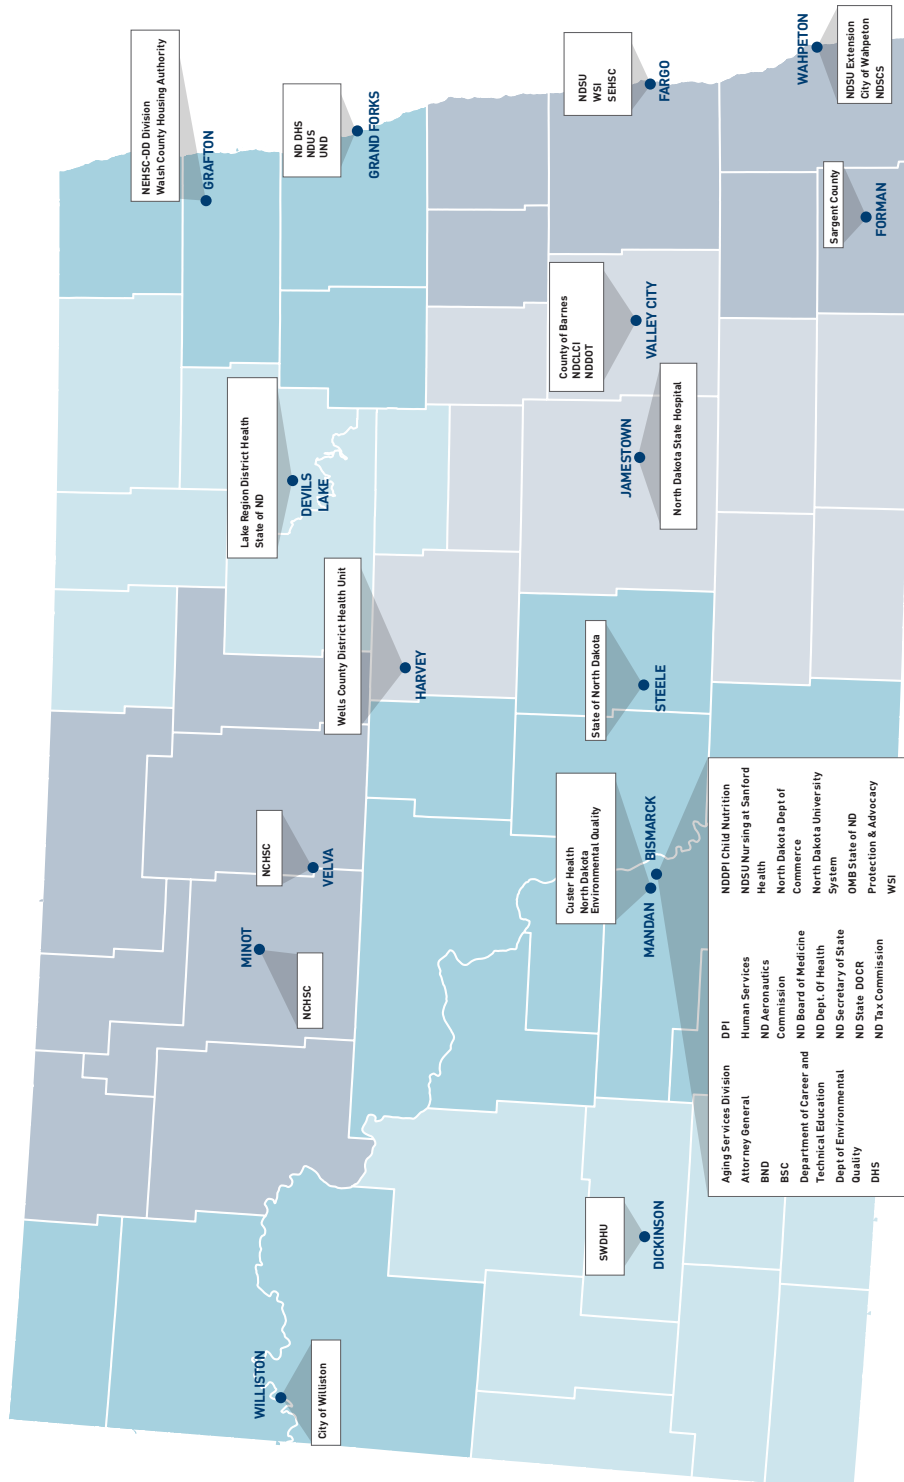 WILLISTON
City of Williston
MINOT
NCHSC
VELVA
NCHSC
DEVILS
LAKE
Lake Region District Health
State of ND
GRAFTON
NEHSC-DD Division
Walsh County Housing Authority
GRAND FORKS
ND DHS
NDUS
UND
HARVEY
Wells County District Health Unit
DICKINSON
SWDHU
MANDAN
Custer Health
North Dakota
Environmental Quality
BISMARCK
Aging Services Division
Attorney General
BND
BSC
Department of Career and
Technical Education
Dept of Environmental
Quality
DHS
DPI
Human Services
ND Aeronautics
Commission
ND Board of Medicine
ND Dept. Of Health
ND Secretary of State
ND State DOCR
ND Tax Commission
NDDPI Child Nutrition
NDSU Nursing at Sanford
Health
North Dakota Dept of
Commerce
North Dakota University
System
OMB State of ND
Protection & Advocacy
WSI
STEELE
State of North Dakota
JAMESTOWN
North Dakota State Hospital
VALLEY CITY
County of Barnes
NDCLCI
NDDOT
FARGO
NDSU
WSI
SEHSC
FORMAN
Sargent County
WAHPETON
NDSU Extension
City of Wahpeton
NDSCS